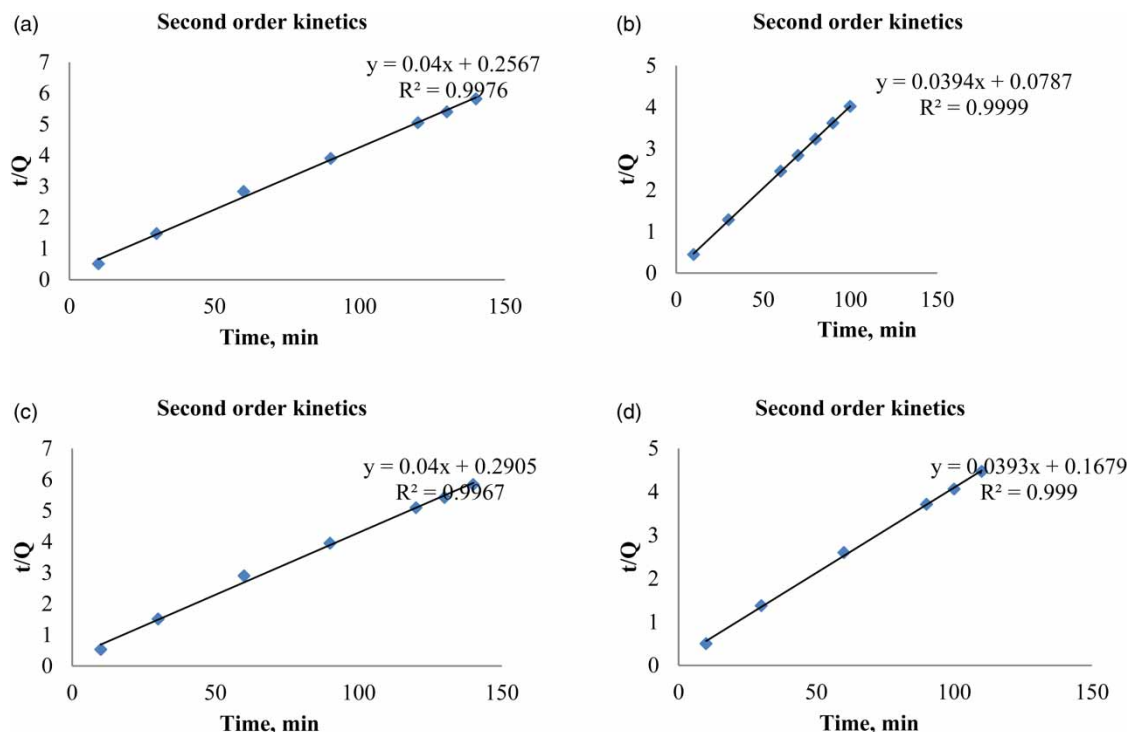 (a)
Second order kinetics
y = 0.04x + 0.2567
R² = 0.9976
t/Q
7
6
5
4
3
2
1
0
0 50 100 150
Time, min
(b)
Second order kinetics
y = 0.0394x + 0.0787
R² = 0.9999
t/Q
5
4
3
2
1
0
0 50 100 150
Time, min
(c)
Second order kinetics
y = 0.04x + 0.2905
R² = 0.9967
t/Q
7
6
5
4
3
2
1
0
0 50 100 150
Time, min
(d)
Second order kinetics
y = 0.0393x + 0.1679
R² = 0.999
t/Q
5
4
3
2
1
0
0 50 100 150
Time, min